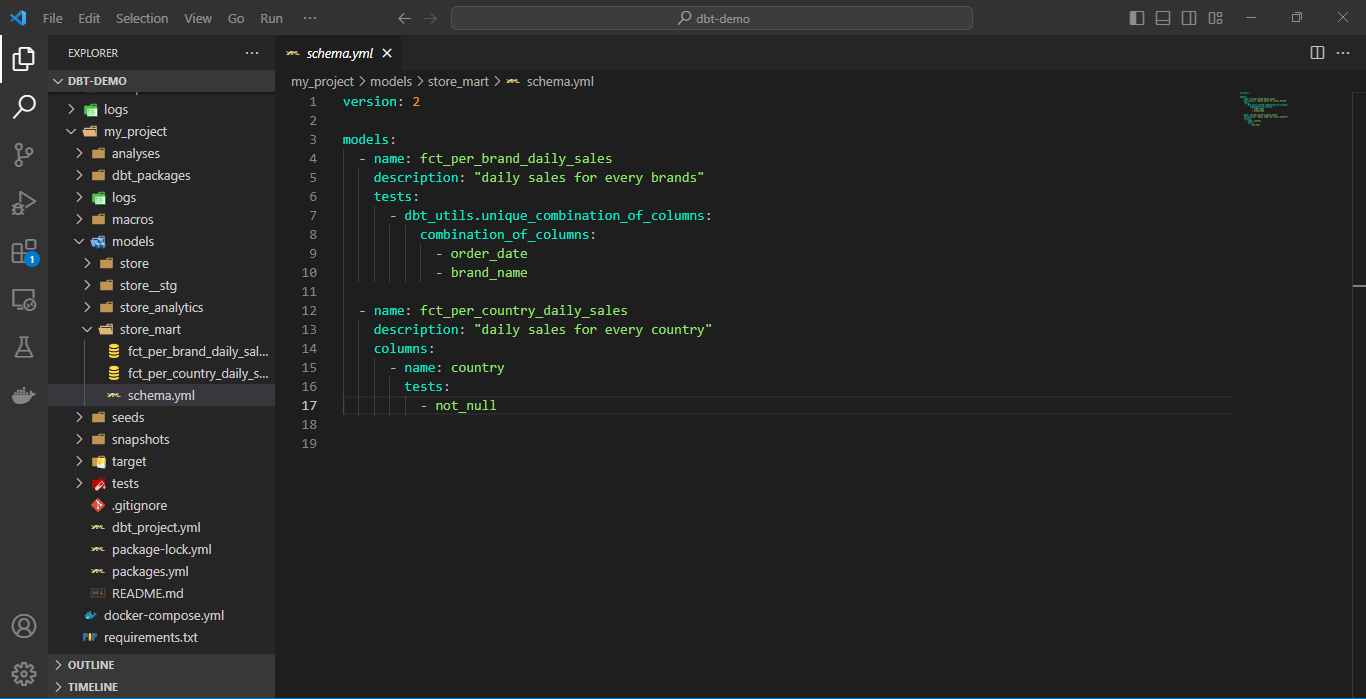 File Edit Selection View Go Run ···
dbt-demo
EXPLORER ···
DBT-DEMO
logs
my_project
analyses
dbt_packages
logs
macros
models
store
store__stg
store_analytics
store_mart
fct_per_brand_daily_sal...
fct_per_country_daily_s...
schema.yml
seeds
snapshots
target
tests
.gitignore
dbt_project.yml
package-lock.yml
packages.yml
README.md
docker-compose.yml
requirements.txt
OUTLINE
TIMELINE
1
schema.yml
my_project > models > store_mart > schema.yml
1 version: 2
2
3 models:
4 - name: fct_per_brand_daily_sales
5 description: "daily sales for every brands"
6 tests:
7 - dbt_utils.unique_combination_of_columns:
8 combination_of_columns:
9 - order_date
10 - brand_name
11
12 - name: fct_per_country_daily_sales
13 description: "daily sales for every country"
14 columns:
15 - name: country
16 tests:
17 - not_null
18
19